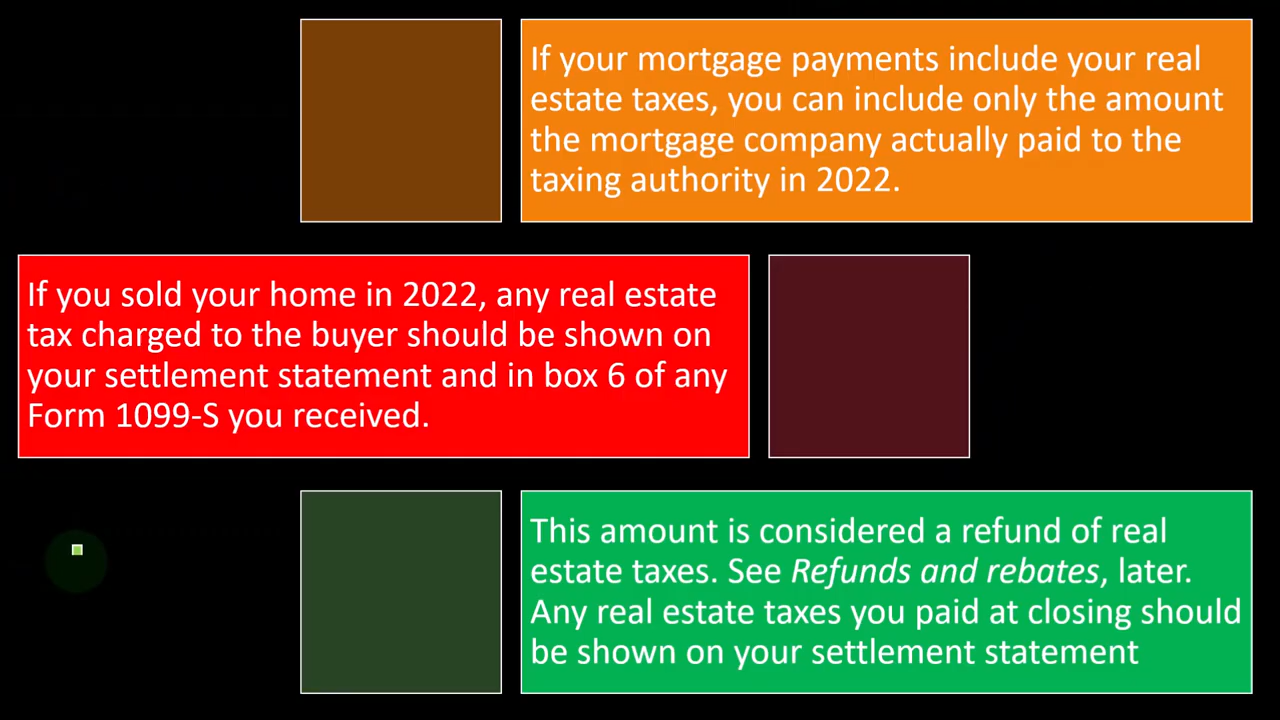 If your mortgage payments include your real
estate taxes, you can include only the amount
the mortgage company actually paid to the
taxing authority in 2022.
If you sold your home in 2022, any real estate
tax charged to the buyer should be shown on
your settlement statement and in box 6 of any
Form 1099-S you received.
This amount is considered a refund of real
estate taxes. See Refunds and rebates, later.
Any real estate taxes you paid at closing should
be shown on your settlement statement